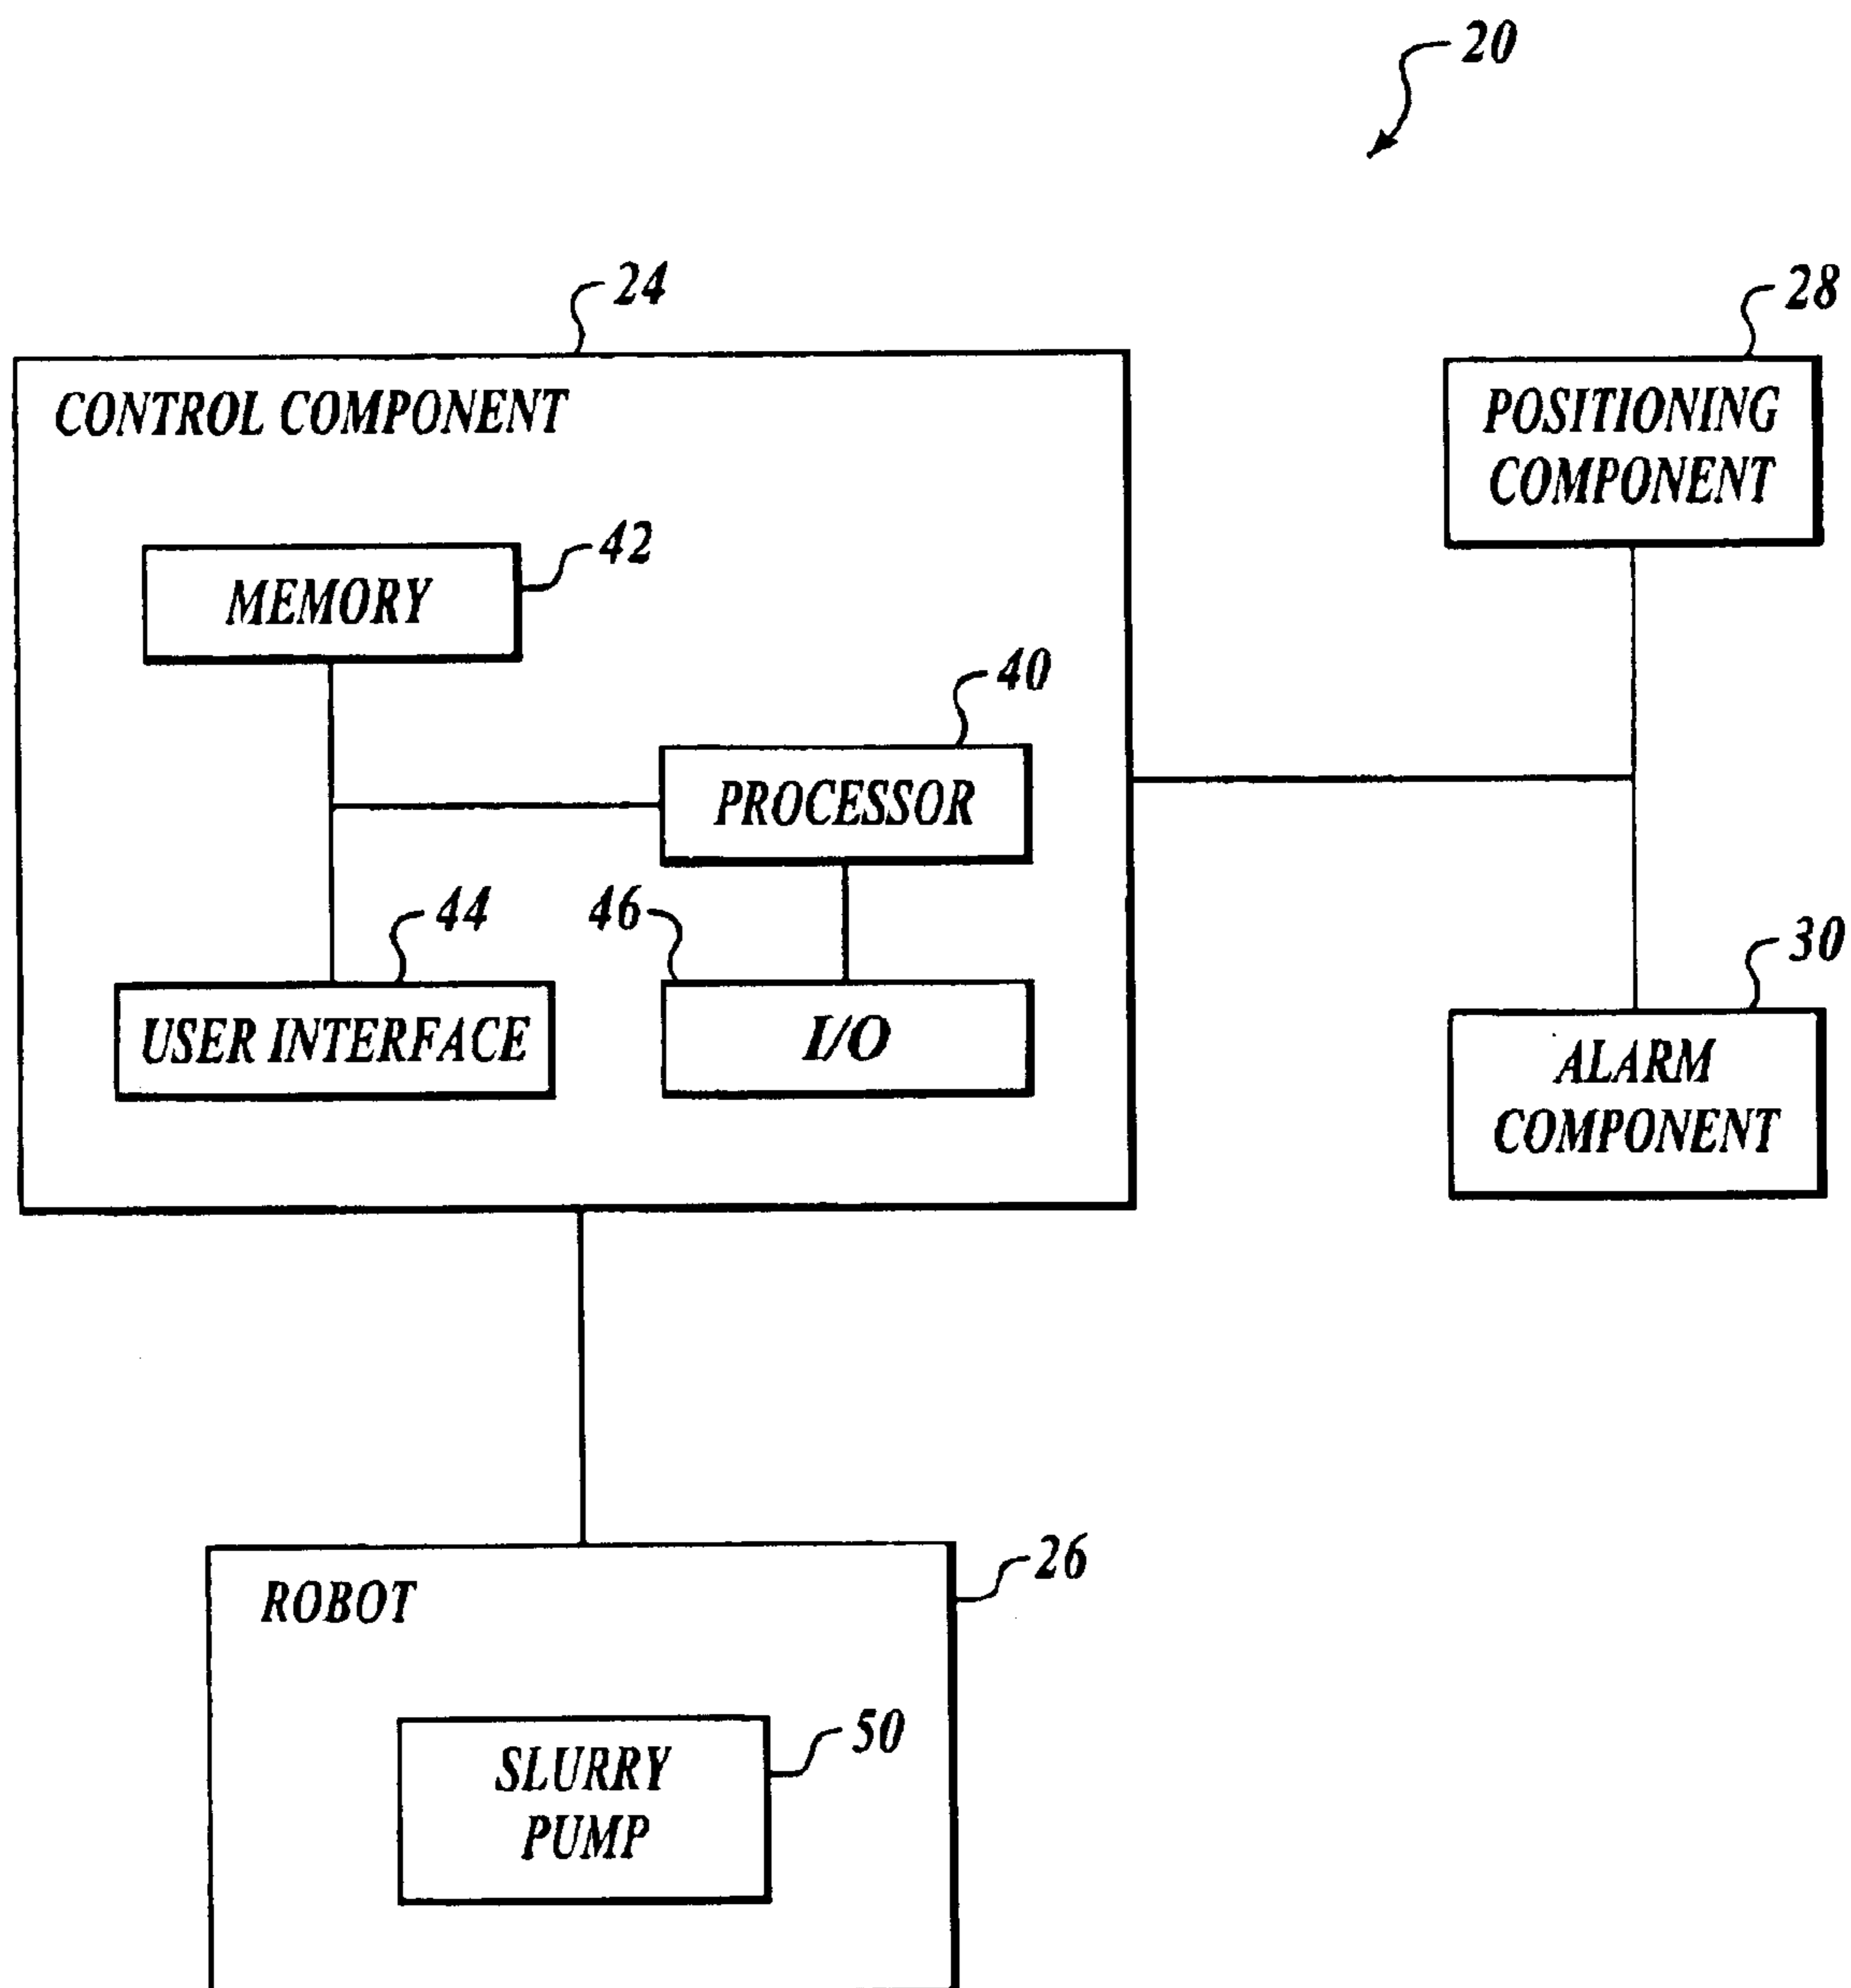 20
24
28
CONTROL COMPONENT
POSITIONING
COMPONENT
42
MEMORY
40
PROCESSOR
44
46
30
USER INTERFACE
I/O
ALARM
COMPONENT
26
ROBOT
50
SLURRY
PUMP